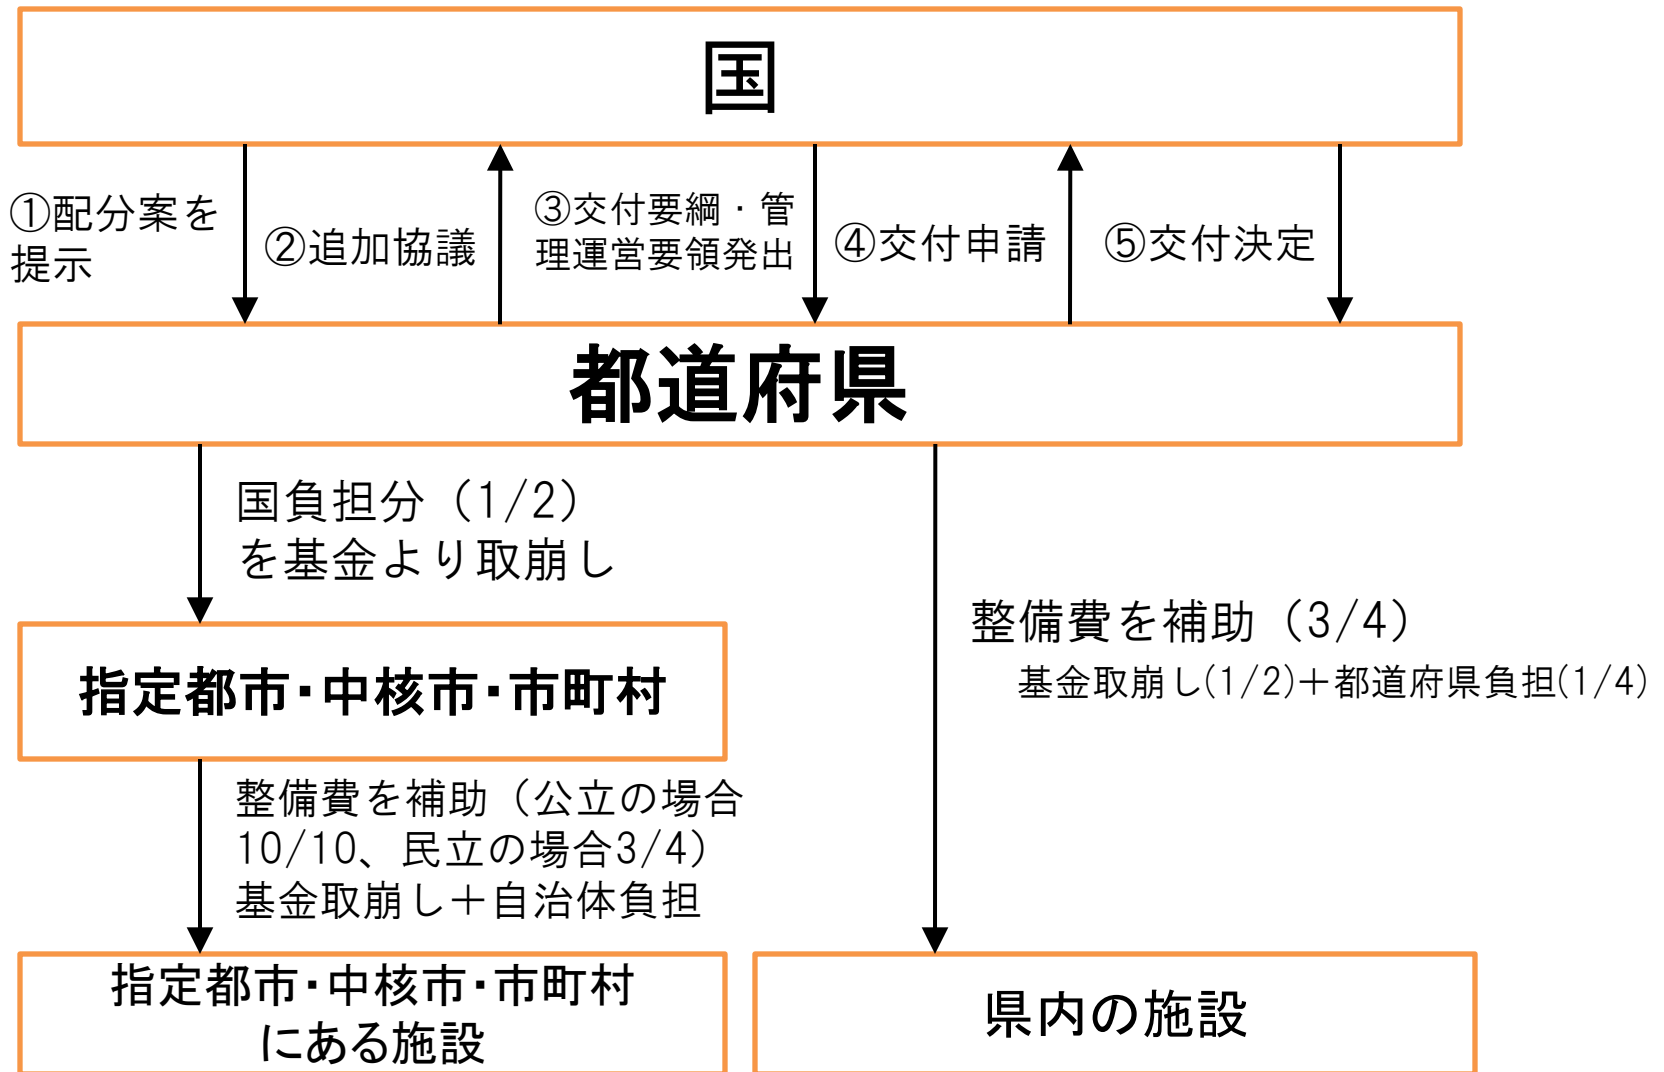 国
①配分案を
提示
②追加協議
③交付要綱・管
理運営要領発出
④交付申請
⑤交付決定
都道府県
国負担分（1/2）
を基金より取崩し
整備費を補助（3/4）
基金取崩し(1/2)＋都道府県負担(1/4)
指定都市・中核市・市町村
整備費を補助（公立の場合
10/10、民立の場合3/4）
基金取崩し＋自治体負担
指定都市・中核市・市町村
にある施設
県内の施設